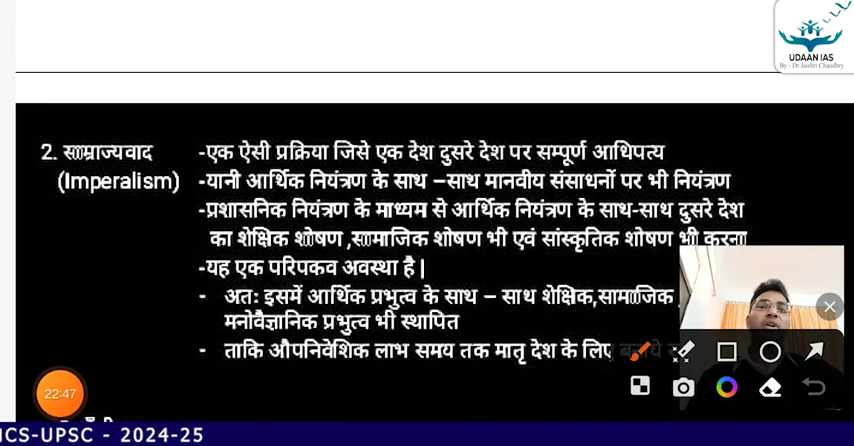 UDAAN IAS
By - Dr.Jaishri Chaudhry
2. साम्राज्यवाद -एक ऐसी प्रक्रिया जिसे एक देश दुसरे देश पर सम्पूर्ण आधिपत्य
(Imperalism) -यानी आर्थिक नियंत्रण के साथ –साथ मानवीय संसाधनों पर भी नियंत्रण
-प्रशासनिक नियंत्रण के माध्यम से आर्थिक नियंत्रण के साथ-साथ दुसरे देश
का शेक्षिक शोषण ,सामाजिक शोषण भी एवं सांस्कृतिक शोषण भी करना
-यह एक परिपकव अवस्था है |
- अतः इसमें आर्थिक प्रभुत्व के साथ – साथ शेक्षिक,सामाजिक
मनोवैज्ञानिक प्रभुत्व भी स्थापित
- ताकि औपनिवेशिक लाभ समय तक मातृ देश के लिए
22:47
ICS-UPSC - 2024-25